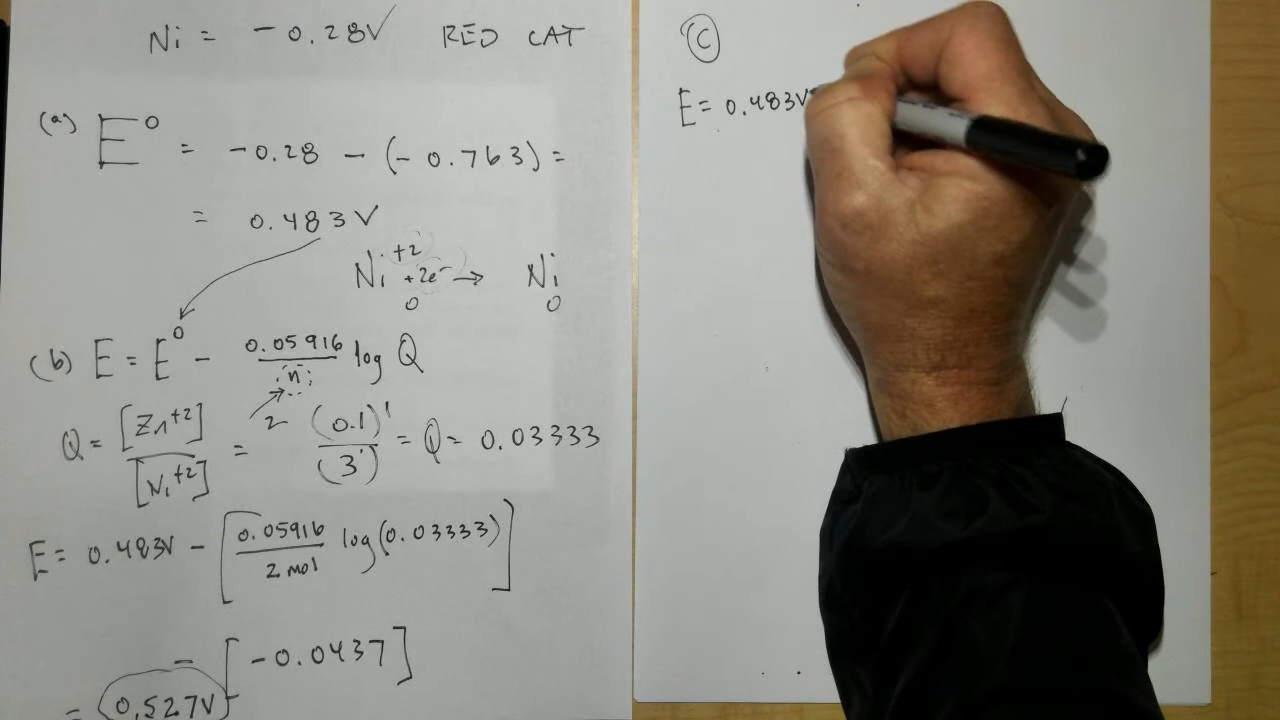 Ni = -0.28V RED CAT
(a) E° = -0.28 - (-0.763) =
= 0.483V
Ni+2 +2e- → Ni
0 0
(b) E = E° - 0.05916/n log Q
2
Q = [Zn+2]/[Ni+2] = (0.1)1/(3) = Q = 0.03333
E = 0.483V - [0.05916/2 mol log(0.03333)]
- [-0.0437]
= 0.527V
(C)
E = 0.483V